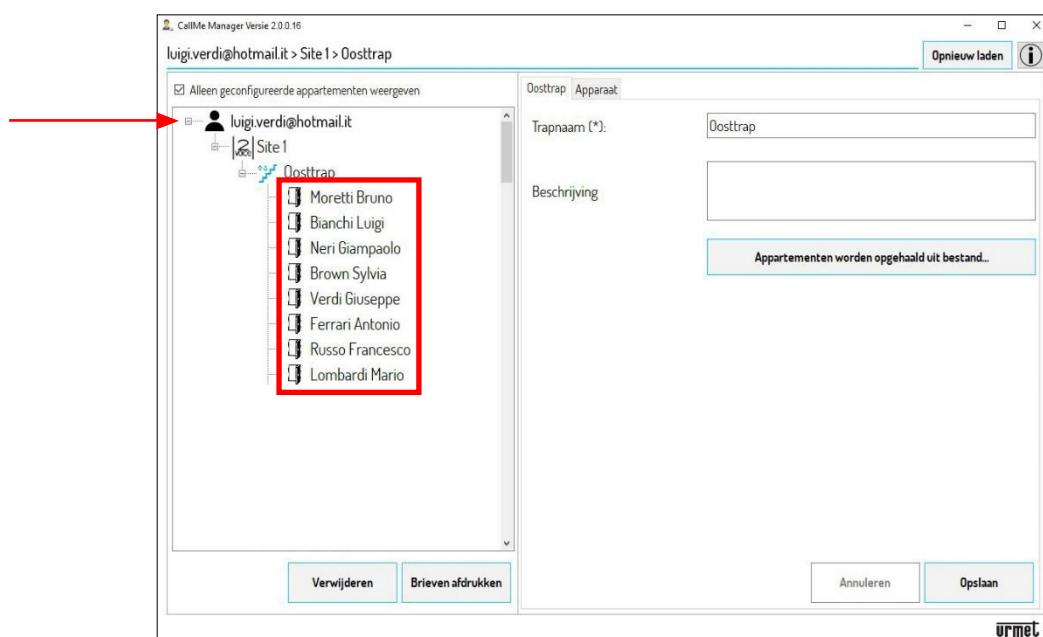 CallMe Manager Versie 2.0.0.16
luigi.verdi@hotmail.it > Site 1 > Oosttrap
Opnieuw laden
Alleen geconfigureerde appartementen weergeven
luigi.verdi@hotmail.it
2 VOICE Site 1
Oosttrap
Moretti Bruno
Bianchi Luigi
Neri Giampaolo
Brown Sylvia
Verdi Giuseppe
Ferrari Antonio
Russo Francesco
Lombardi Mario
Verwijderen
Brieven afdrukken
Oosttrap Apparaat
Trapnaam (*): Oosttrap
Beschrijving
Appartementen worden opgehaald uit bestand...
Annuleren
Opslaan
urmet